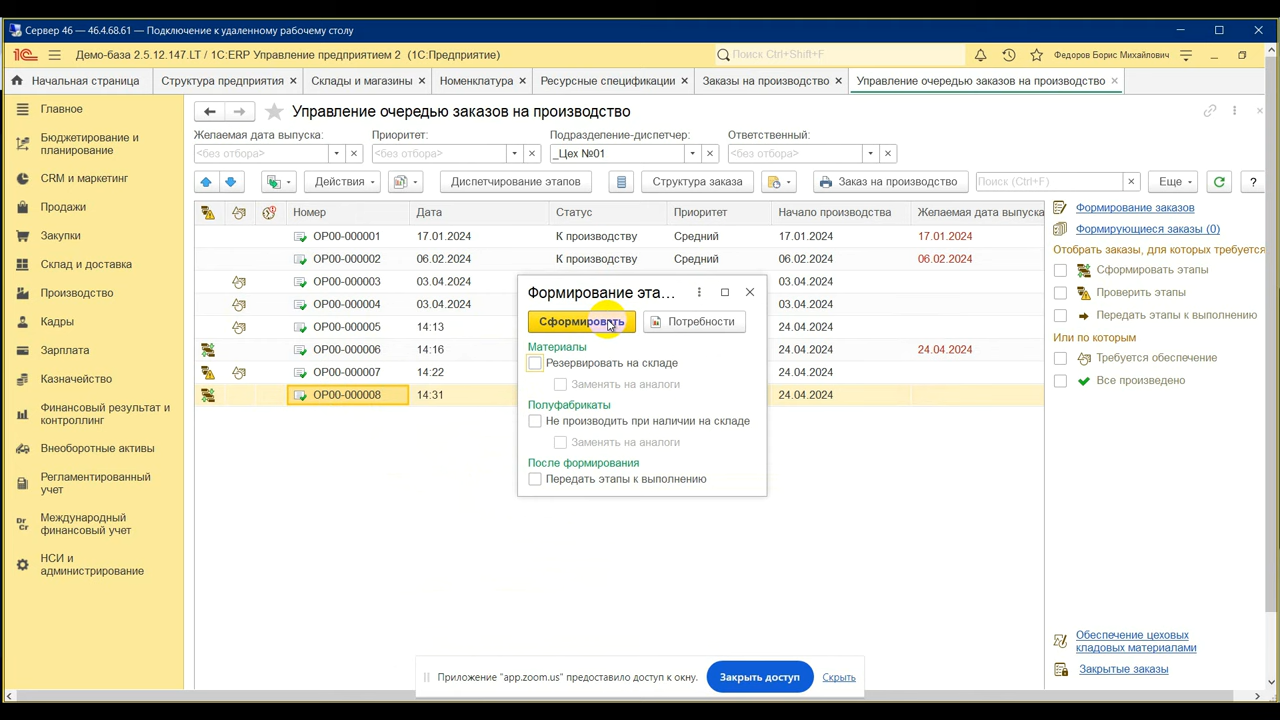 Сервер 46 — 46.4.68.61 — Подключение к удаленному рабочему столу
1С Демо-база 2.5.12.147.LT / 1С:ERP Управление предприятием 2 (1С:Предприятие) Поиск Ctrl+Shift+F Федоров Борис Михайлович
Начальная страница Структура предприятия Склады и магазины Номенклатура Ресурсные спецификации Заказы на производство Управление очередью заказов на производство
Главное
Бюджетирование и
планирование
CRM и маркетинг
Продажи
Закупки
Склад и доставка
Производство
Кадры
Зарплата
Казначейство
Финансовый результат и
контроллинг
Внеоборотные активы
Регламентированный
учет
Международный
финансовый учет
НСИ и
администрирование
Управление очередью заказов на производство
Желаемая дата выпуска: Приоритет: Подразделение-диспетчер: Ответственный:
<без отбора> <без отбора> _Цех №01 <без отбора>
Действия Диспетчирование этапов Структура заказа Заказ на производство Поиск (Ctrl+F) Еще ?
Номер Дата Статус Приоритет Начало производства Желаемая дата выпуска
ОР00-000001 17.01.2024 К производству Средний 17.01.2024 17.01.2024
ОР00-000002 06.02.2024 К производству Средний 06.02.2024 06.02.2024
ОР00-000003 03.04.2024 03.04.2024
ОР00-000004 03.04.2024 03.04.2024
ОР00-000005 14:13 24.04.2024
ОР00-000006 14:16 24.04.2024 24.04.2024
ОР00-000007 14:22 24.04.2024
ОР00-000008 14:31 24.04.2024
Формирование эта...
Сформировать Потребности
Материалы
Резервировать на складе
Заменять на аналоги
Полуфабрикаты
Не производить при наличии на складе
Заменять на аналоги
После формирования
Передать этапы к выполнению
Формирование заказов
Формирующиеся заказы (0)
Отобрать заказы, для которых требуется
Сформировать этапы
Проверить этапы
Передать этапы к выполнению
Или по которым
Требуется обеспечение
Все произведено
Обеспечение цеховых
кладовых материалами
Закрытые заказы
Приложение "app.zoom.us" предоставило доступ к окну. Закрыть доступ Скрыть